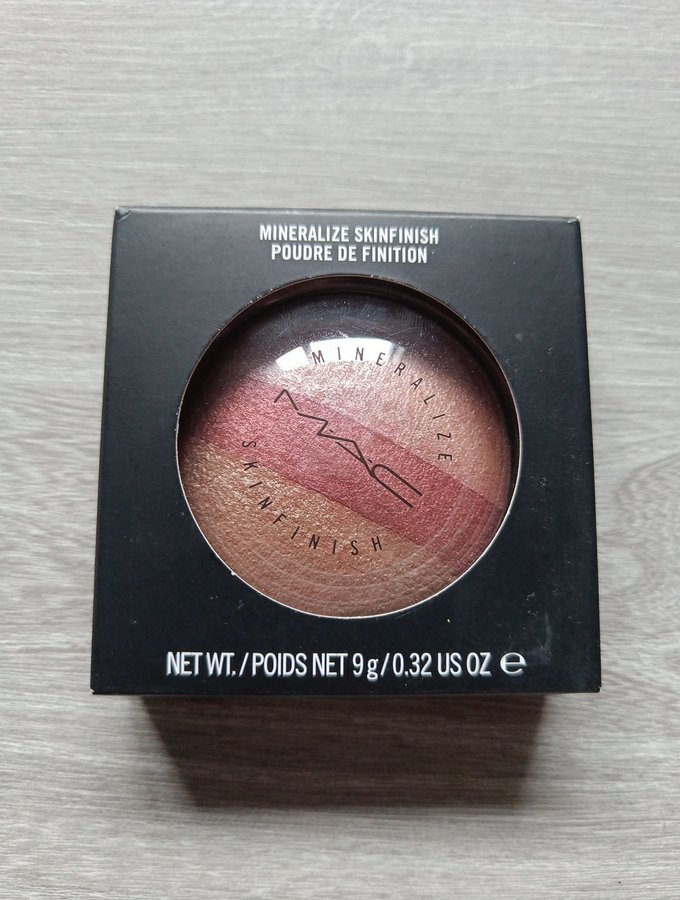 MINERALIZE SKINFINISH
POUDRE DE FINITION
MINERALIZE
MAC
SKINFINISH
NET WT./POIDS NET 9 g/0.32 US OZ ℮